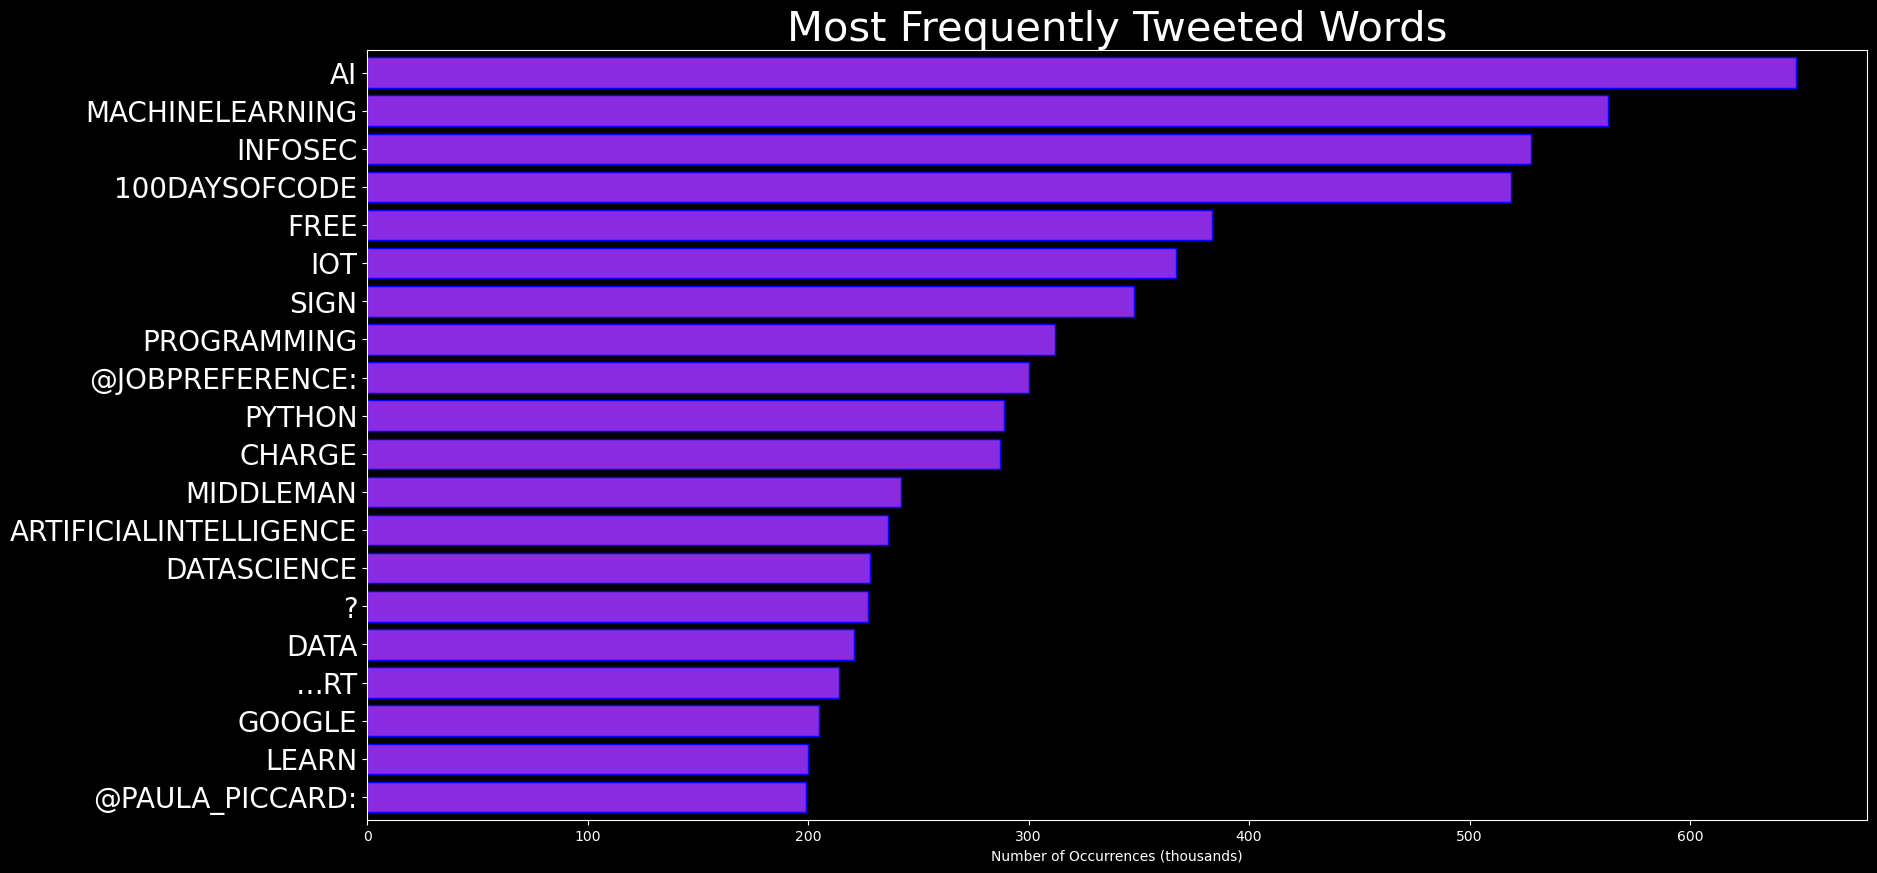 Most Frequently Tweeted Words
AI
MACHINELEARNING
INFOSEC
100DAYSOFCODE
FREE
IOT
SIGN
PROGRAMMING
@JOBPREFERENCE:
PYTHON
CHARGE
MIDDLEMAN
ARTIFICIALINTELLIGENCE
DATASCIENCE
?
DATA
...RT
GOOGLE
LEARN
@PAULA_PICCARD:
0 100 200 300 400 500 600
Number of Occurrences (thousands)